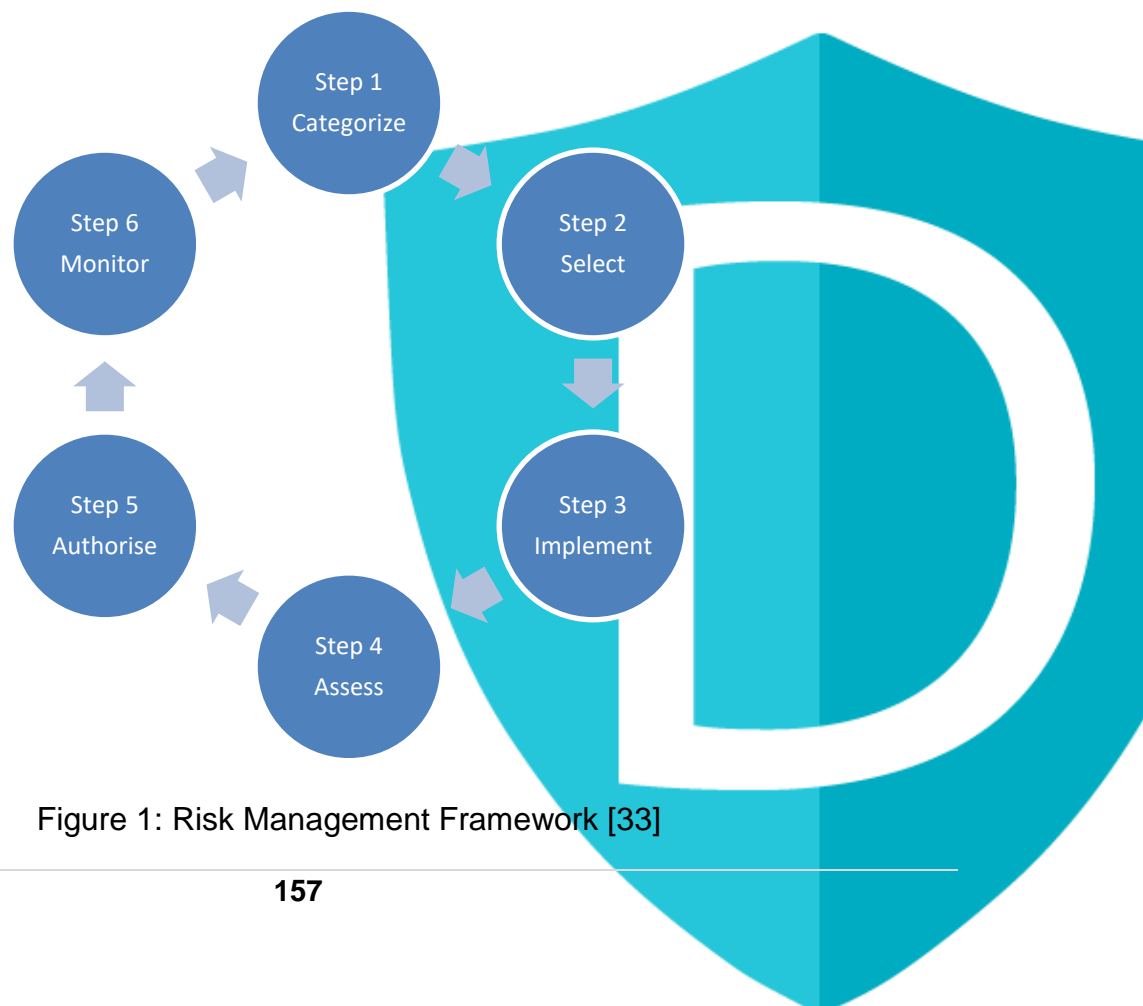 Step 1
Categorize
Step 2
Select
Step 3
Implement
Step 4
Assess
Step 5
Authorise
Step 6
Monitor
D
Figure 1: Risk Management Framework [33]
157